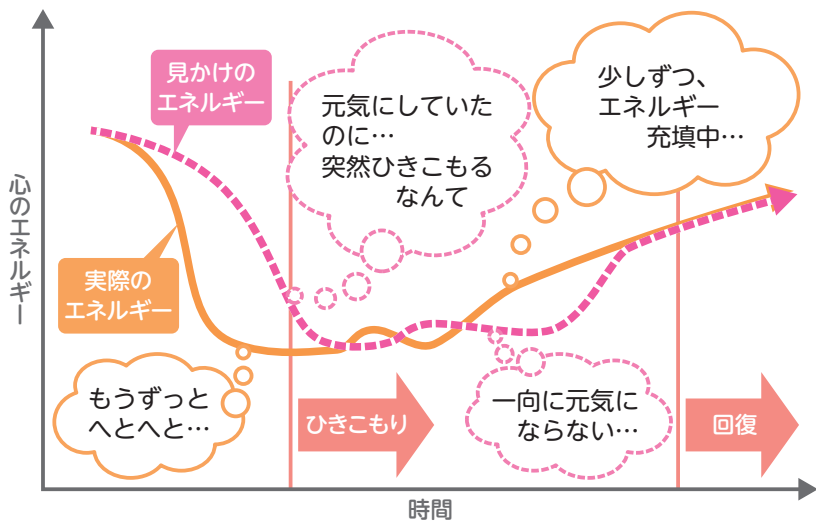 見かけの
エネルギー
元気にしていた
のに…
突然ひきこもる
なんて
少しずつ、
エネルギー
充填中…
心のエネルギー
実際の
エネルギー
もうずっと
へとへと…
ひきこもり
一向に元気に
ならない…
回復
時間